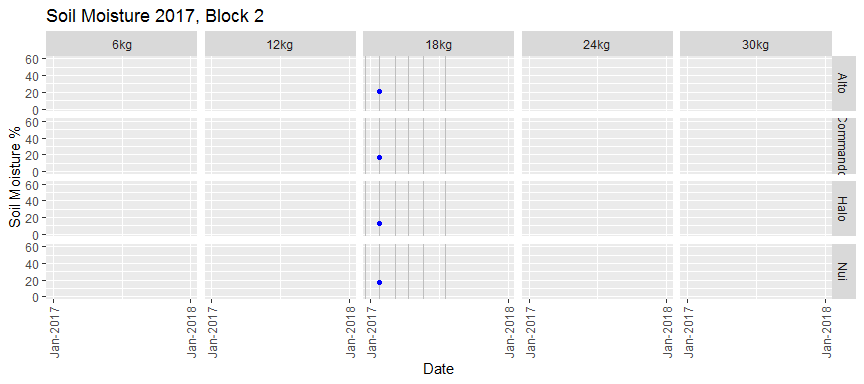 Soil Moisture 2017, Block 2
6kg 12kg 18kg 24kg 30kg
Soil Moisture %
60
40
20
0
Alto
60
40
20
0
Commando
60
40
20
0
Halo
60
40
20
0
Nui
Jan-2017 Jan-2018 Jan-2017 Jan-2018 Jan-2017 Jan-2018 Jan-2017 Jan-2018 Jan-2017 Jan-2018
Date